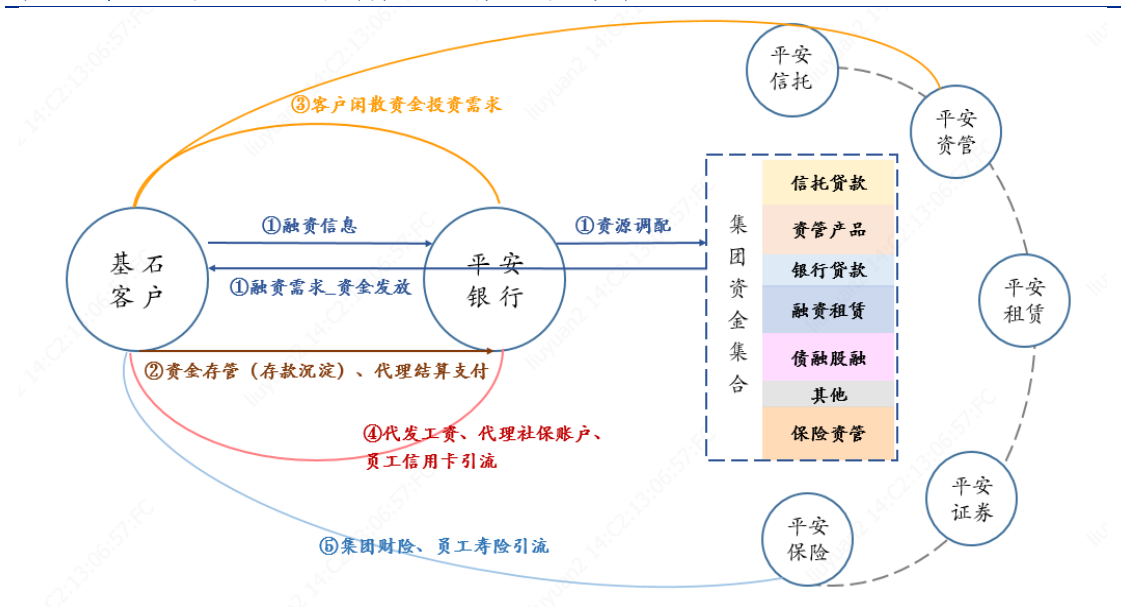 平安
信托
③客户闲散资金投资需求
平安
资管
信托贷款
①融资信息
①资源调配
集团资金集合
资管产品
基石
客户
平安
银行
银行贷款
①融资需求_资金发放
融资租赁
平安
租赁
债融股融
②资金存管（存款沉淀）、代理结算支付
其他
④代发工资、代理社保账户、
员工信用卡引流
保险资管
平安
证券
平安
保险
⑤集团财险、员工寿险引流
liuyuan2 14:C2:13:06:57:FC